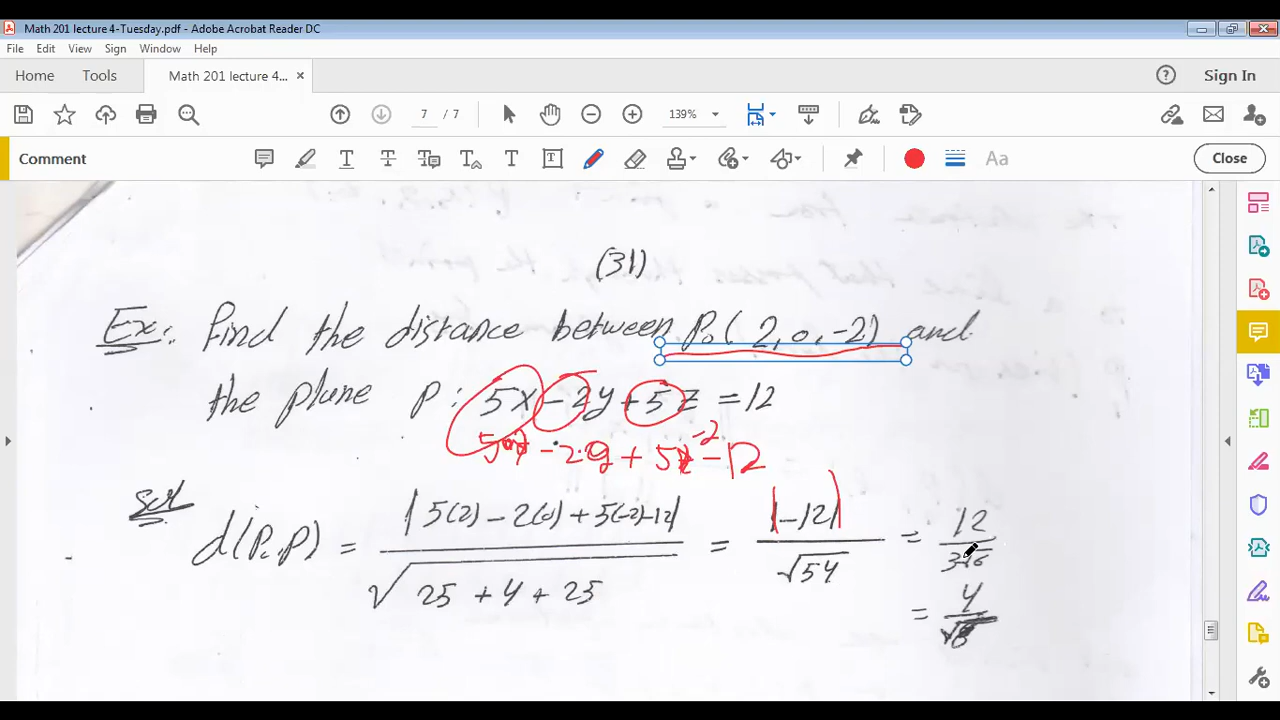 Math 201 lecture 4-Tuesday.pdf - Adobe Acrobat Reader DC
File Edit View Sign Window Help
Home Tools Math 201 lecture 4... × Sign In
7 / 7 139%
Comment Aa Close
(31)
Ex: Find the distance between P₀(2,0,-2) and
the plane P: 5x-2y+5z=12
-2
-12
Sol
d(P₀,P) = |5(2)-2(0)+5(-2)-12| / √25+4+25 = |-12| / √54 = 12 / 3√6
= 4 / √6